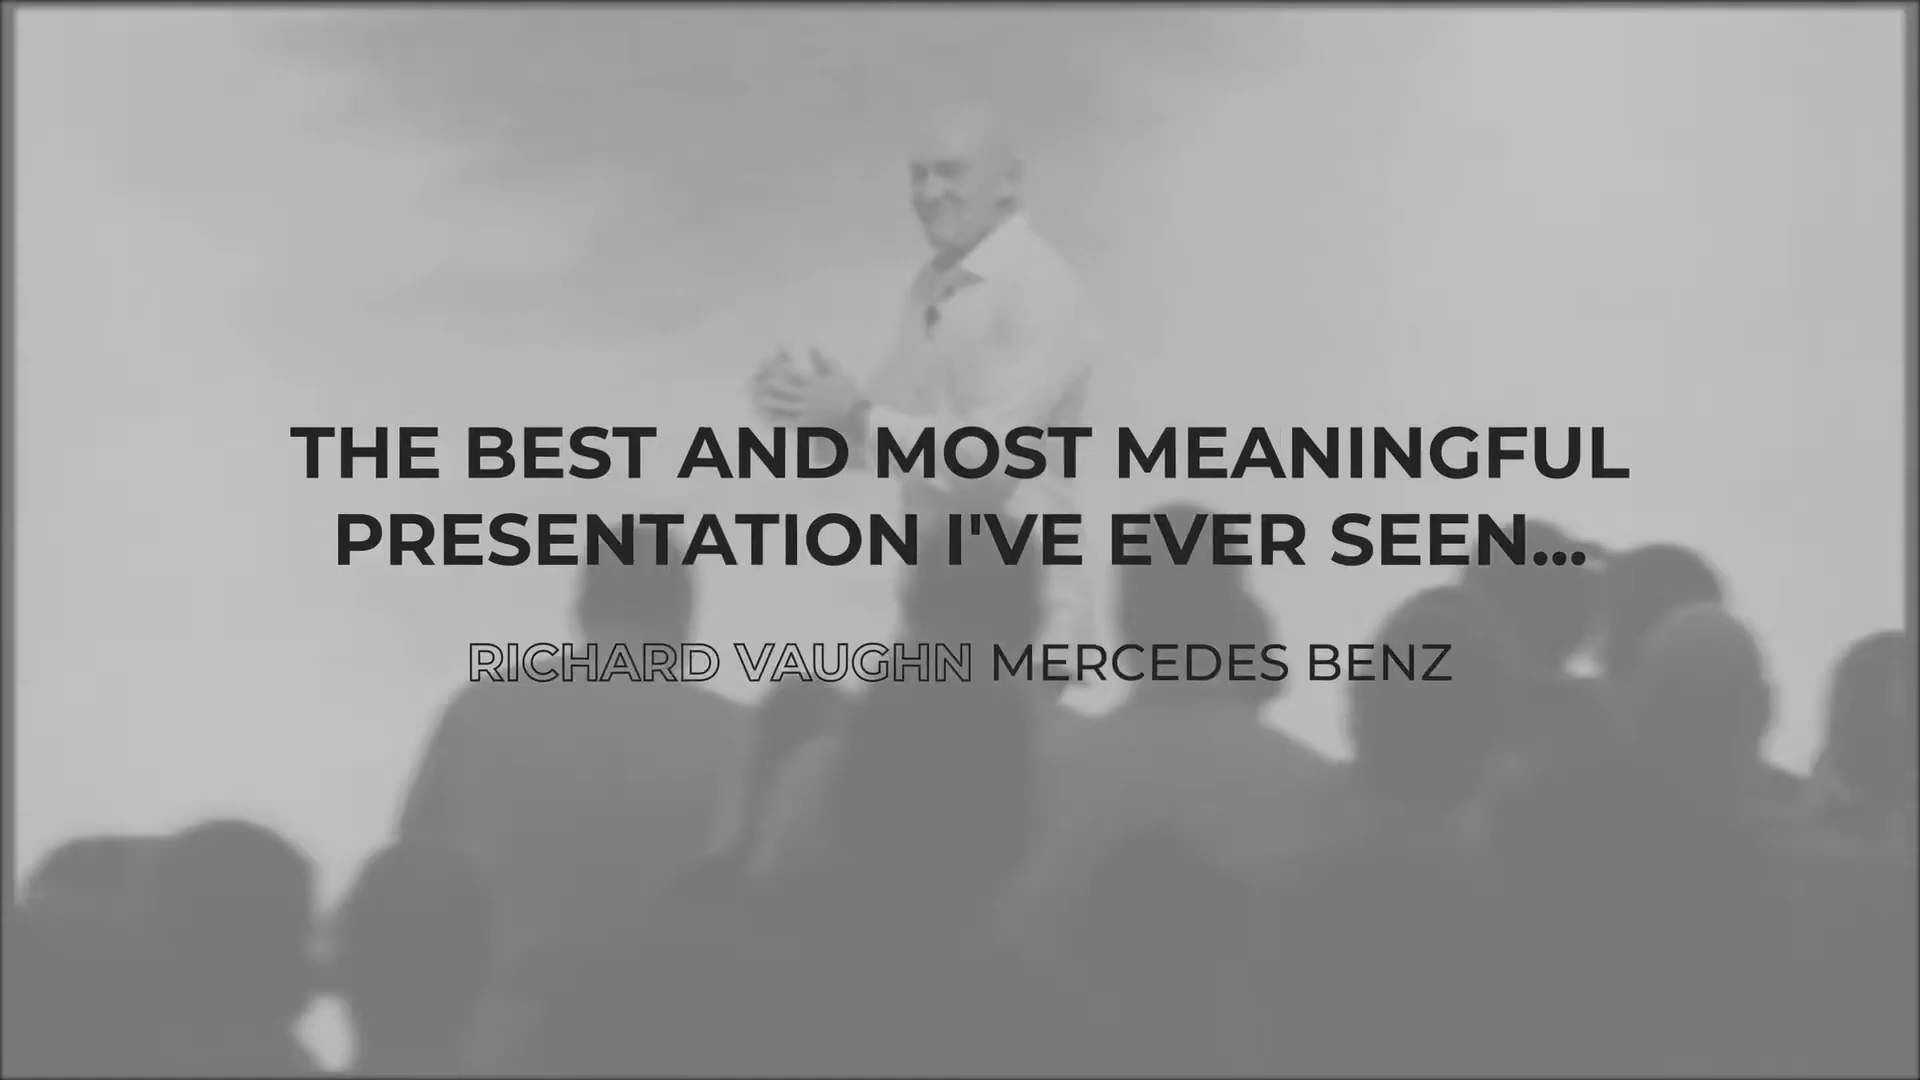 THE BEST AND MOST MEANINGFUL
PRESENTATION I'VE EVER SEEN...
RICHARD VAUGHN MERCEDES BENZ